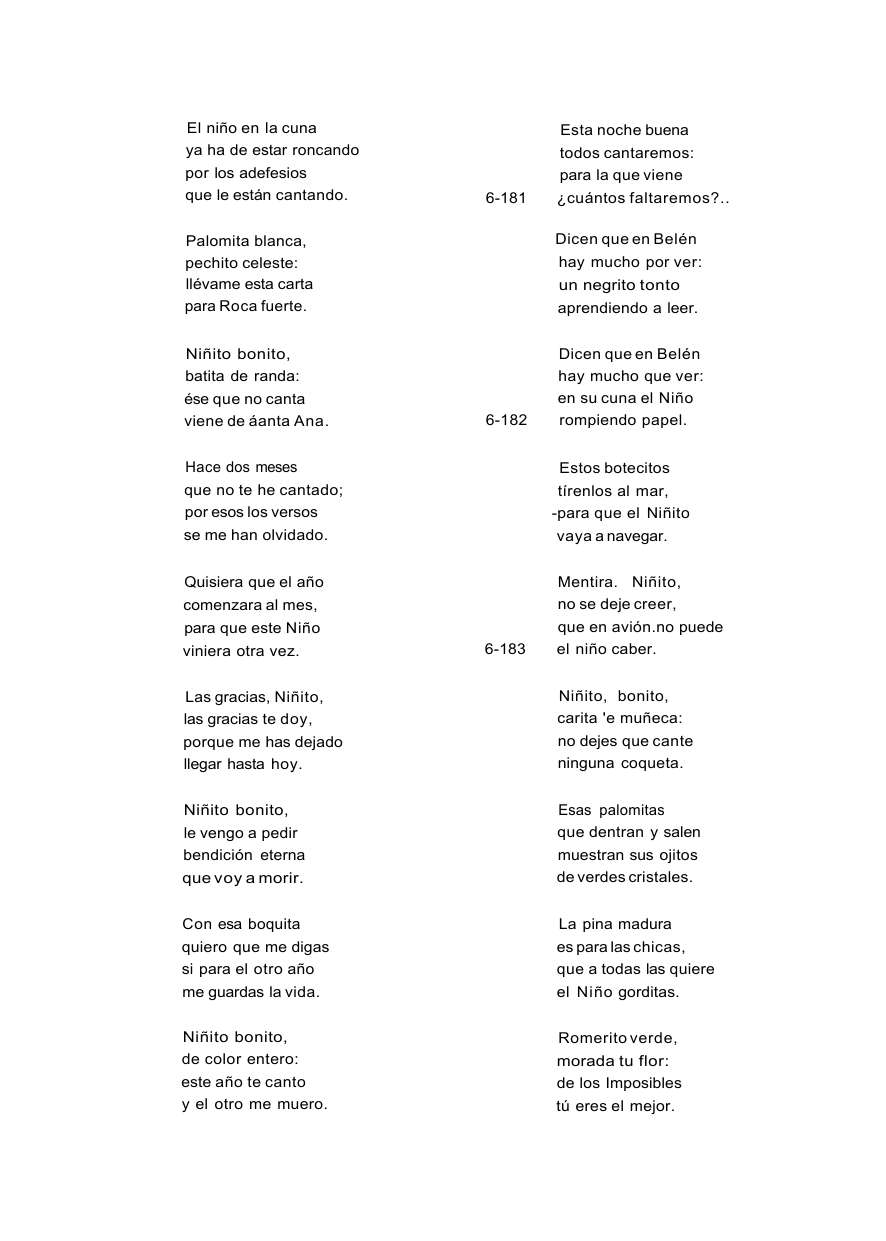 El niño en la cuna
ya ha de estar roncando
por los adefesios
que le están cantando.

Palomita blanca,
pechito celeste:
llévame esta carta
para Roca fuerte.

Niñito bonito,
batita de randa:
ése que no canta
viene de áanta Ana.

Hace dos meses
que no te he cantado;
por esos los versos
se me han olvidado.

Quisiera que el año
comenzara al mes,
para que este Niño
viniera otra vez.

Las gracias, Niñito,
las gracias te doy,
porque me has dejado
llegar hasta hoy.

Niñito bonito,
le vengo a pedir
bendición eterna
que voy a morir.

Con esa boquita
quiero que me digas
si para el otro año
me guardas la vida.

Niñito bonito,
de color entero:
este año te canto
y el otro me muero.

Esta noche buena
todos cantaremos:
para la que viene
6-181 ¿cuántos faltaremos?..

Dicen que en Belén
hay mucho por ver:
un negrito tonto
aprendiendo a leer.

Dicen que en Belén
hay mucho que ver:
en su cuna el Niño
6-182 rompiendo papel.

Estos botecitos
tírenlos al mar,
-para que el Niñito
vaya a navegar.

Mentira. Niñito,
no se deje creer,
que en avión.no puede
6-183 el niño caber.

Niñito, bonito,
carita 'e muñeca:
no dejes que cante
ninguna coqueta.

Esas palomitas
que dentran y salen
muestran sus ojitos
de verdes cristales.

La pina madura
es para las chicas,
que a todas las quiere
el Niño gorditas.

Romerito verde,
morada tu flor:
de los Imposibles
tú eres el mejor.